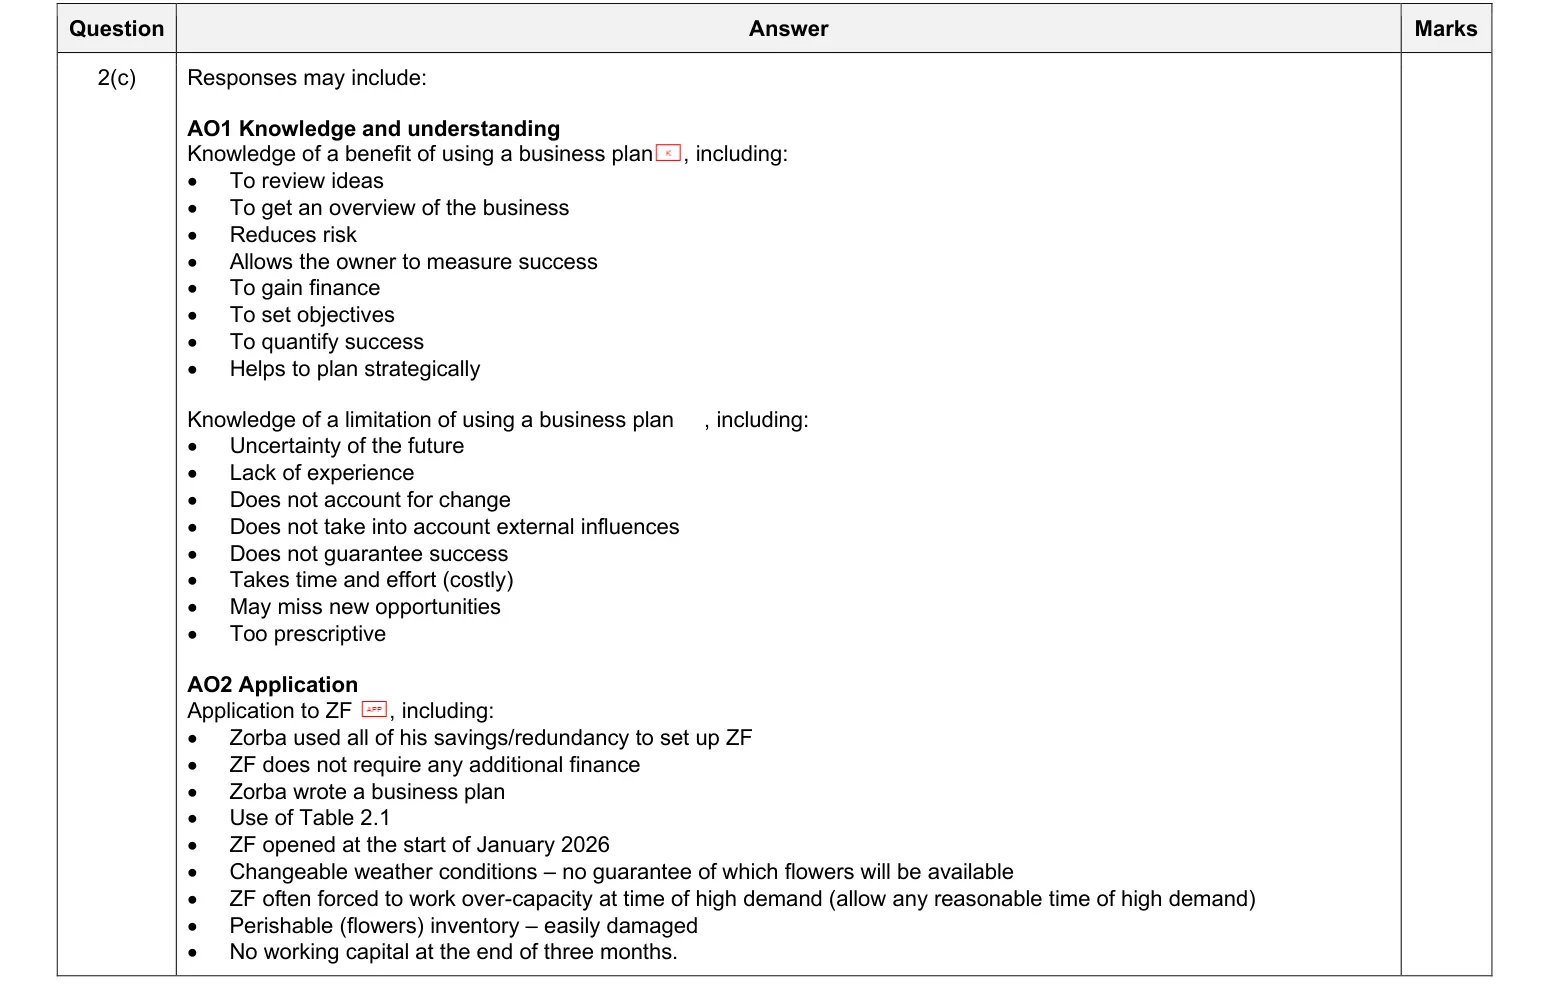 Question Answer Marks
2(c) Responses may include:
AO1 Knowledge and understanding
Knowledge of a benefit of using a business plan K , including:
• To review ideas
• To get an overview of the business
• Reduces risk
• Allows the owner to measure success
• To gain finance
• To set objectives
• To quantify success
• Helps to plan strategically
Knowledge of a limitation of using a business plan , including:
• Uncertainty of the future
• Lack of experience
• Does not account for change
• Does not take into account external influences
• Does not guarantee success
• Takes time and effort (costly)
• May miss new opportunities
• Too prescriptive
AO2 Application
Application to ZF APP , including:
• Zorba used all of his savings/redundancy to set up ZF
• ZF does not require any additional finance
• Zorba wrote a business plan
• Use of Table 2.1
• ZF opened at the start of January 2026
• Changeable weather conditions – no guarantee of which flowers will be available
• ZF often forced to work over-capacity at time of high demand (allow any reasonable time of high demand)
• Perishable (flowers) inventory – easily damaged
• No working capital at the end of three months.